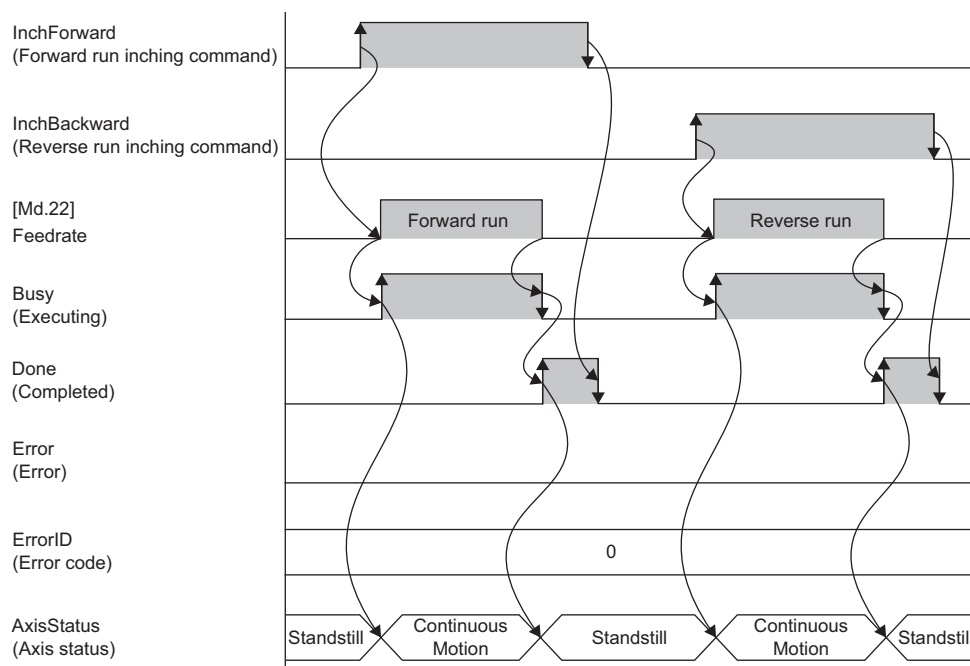 InchForward
(Forward run inching command)
InchBackward
(Reverse run inching command)
[Md.22]
Feedrate
Forward run
Reverse run
Busy
(Executing)
Done
(Completed)
Error
(Error)
ErrorID
(Error code)
0
AxisStatus
(Axis status)
Standstill
Continuous
Motion
Standstill
Continuous
Motion
Standstill